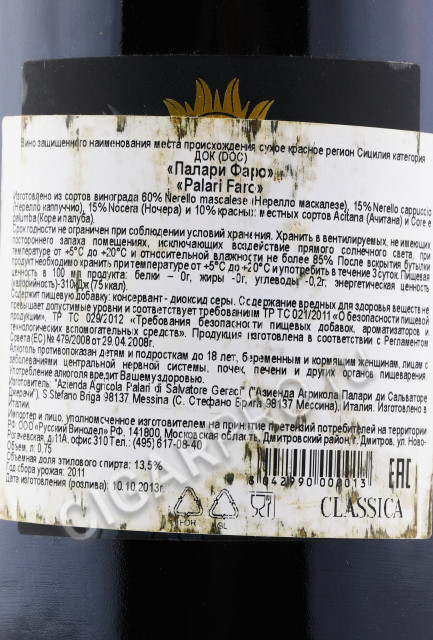 Вино защищенного наименования места происхождения сухое красное регион Сицилия категория
ДОК (DOC)
«Палари Фаро»,
«Palari Faro»
Изготовлено из сортов винограда 60% Nerello mascalese (Нерелло маскалезе), 15% Nerello cappuccio
(Нерелло каппуччио), 15% Nocera (Ночера) и 10% красных местных сортов Acitana (Ачитана) и Core e
palumba (Коре и палуба).
Срок годности не ограничен при соблюдении условий хранения. Хранить в вентилируемых, не имеющих
постороннего запаха помещениях, исключающих воздействие прямого солнечного света, при
температуре от +5°С до +20°С и относительной влажности не более 85% После вскрытия бутылки
продукт необходимо хранить при температуре от +5°С до +20°С и употребить в течение 3 суток Пищевая
ценность в 100 мл продукта: белки – 0г, жиры -0г, углеводы -0,2г; энергетическая ценность
(калорийность)-310кДж (75 ккал).
Содержит пищевую добавку: консервант - диоксид серы. Содержание вредных для здоровья веществ не
превышает допустимые уровни и соответствует требованиям ТР ТС 021/2011 «О безопасности пищевой
продукции», ТР ТС 029/2012 «Требования безопасности пищевых добавок, ароматизаторов и
технологических вспомогательных средств». Продукция изготовлена в соответствии с Регламентом
Совета (ЕС) № 479/2008 от 29.04.2008г.
Алкоголь противопоказан детям и подросткам до 18 лет, беременным и кормящим женщинам, лицам с
заболеваниями центральной нервной системы, почек, печени и других органов пищеварения.
Употребление алкоголя вредит Вашему здоровью.
Изготовитель: "Azienda Agricola Palari di Salvatore Geraci" ("Азиенда Агрикола Палари ди Сальваторе
Джерачи"), S Stefano Briga 98137 Messina (С. Стефано Брига 98137 Мессина), Италия. Изготовлено в
Италии.
Импортер и лицо, уполномоченное изготовителем на принятие претензий потребителей на территории
РФ: ООО «Русский Винодел» РФ, 141800, Московская область, Дмитровский район, г. Дмитров, ул. Ново-
Рогачевская, д.11А, офис 310 Тел.: (495) 617-09-40
Объем, л: 0,75
Объемная доля этилового спирта: 13,5%
Год сбора урожая: 2011
Дата изготовления (розлива): 10.10.2013г.
8 042990 000013
EAC
CLASSICA
GL